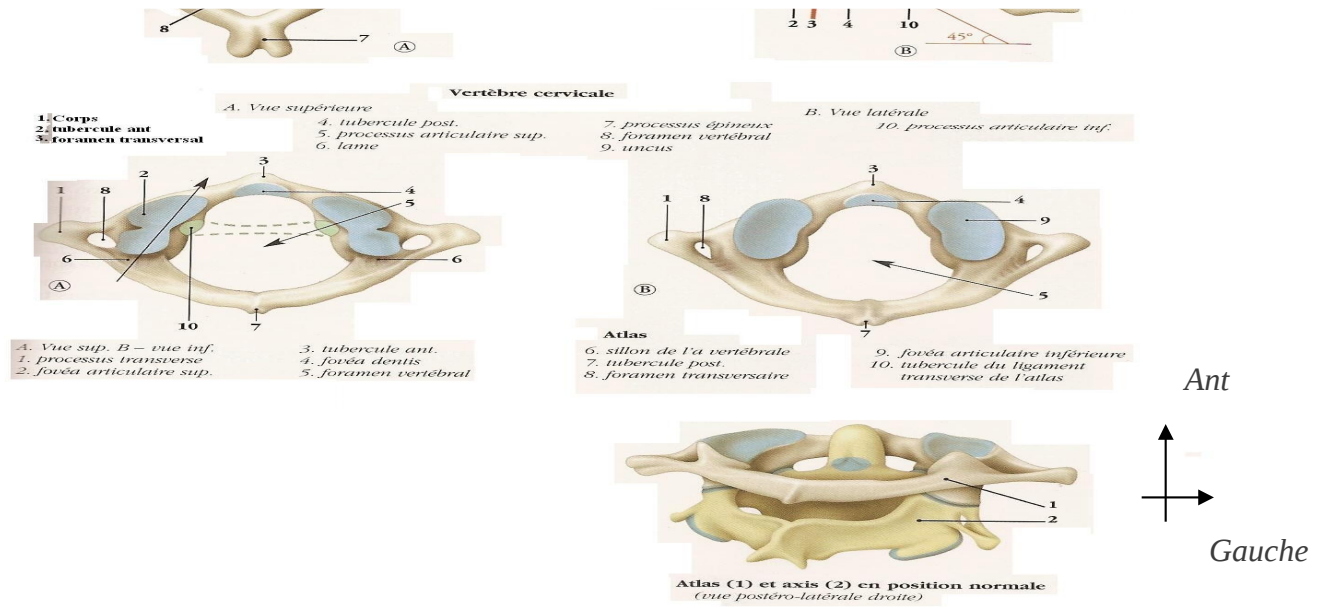 8
7
A
2 3 4 10
45°
B
Vertèbre cervicale
A. Vue supérieure
B. Vue latérale
1. Corps
2. tubercule ant
3. foramen transversal
4. tubercule post.
5. processus articulaire sup.
6. lame
7. processus épineux
8. foramen vertébral
9. uncus
10. processus articulaire inf.
3
2
1 8
4
5
6 6
A
10 7
3
1 8
4
9
5
B
7
A. Vue sup. B – vue inf.
1. processus transverse
2. fovéa articulaire sup.
3. tubercule ant.
4. fovéa dentis
5. foramen vertébral
Atlas
6. sillon de l'a vertébrale
7. tubercule post.
8. foramen transversaire
9. fovéa articulaire inférieure
10. tubercule du ligament
transverse de l'atlas
Ant
Gauche
1
2
Atlas (1) et axis (2) en position normale
(vue postéro-latérale droite)